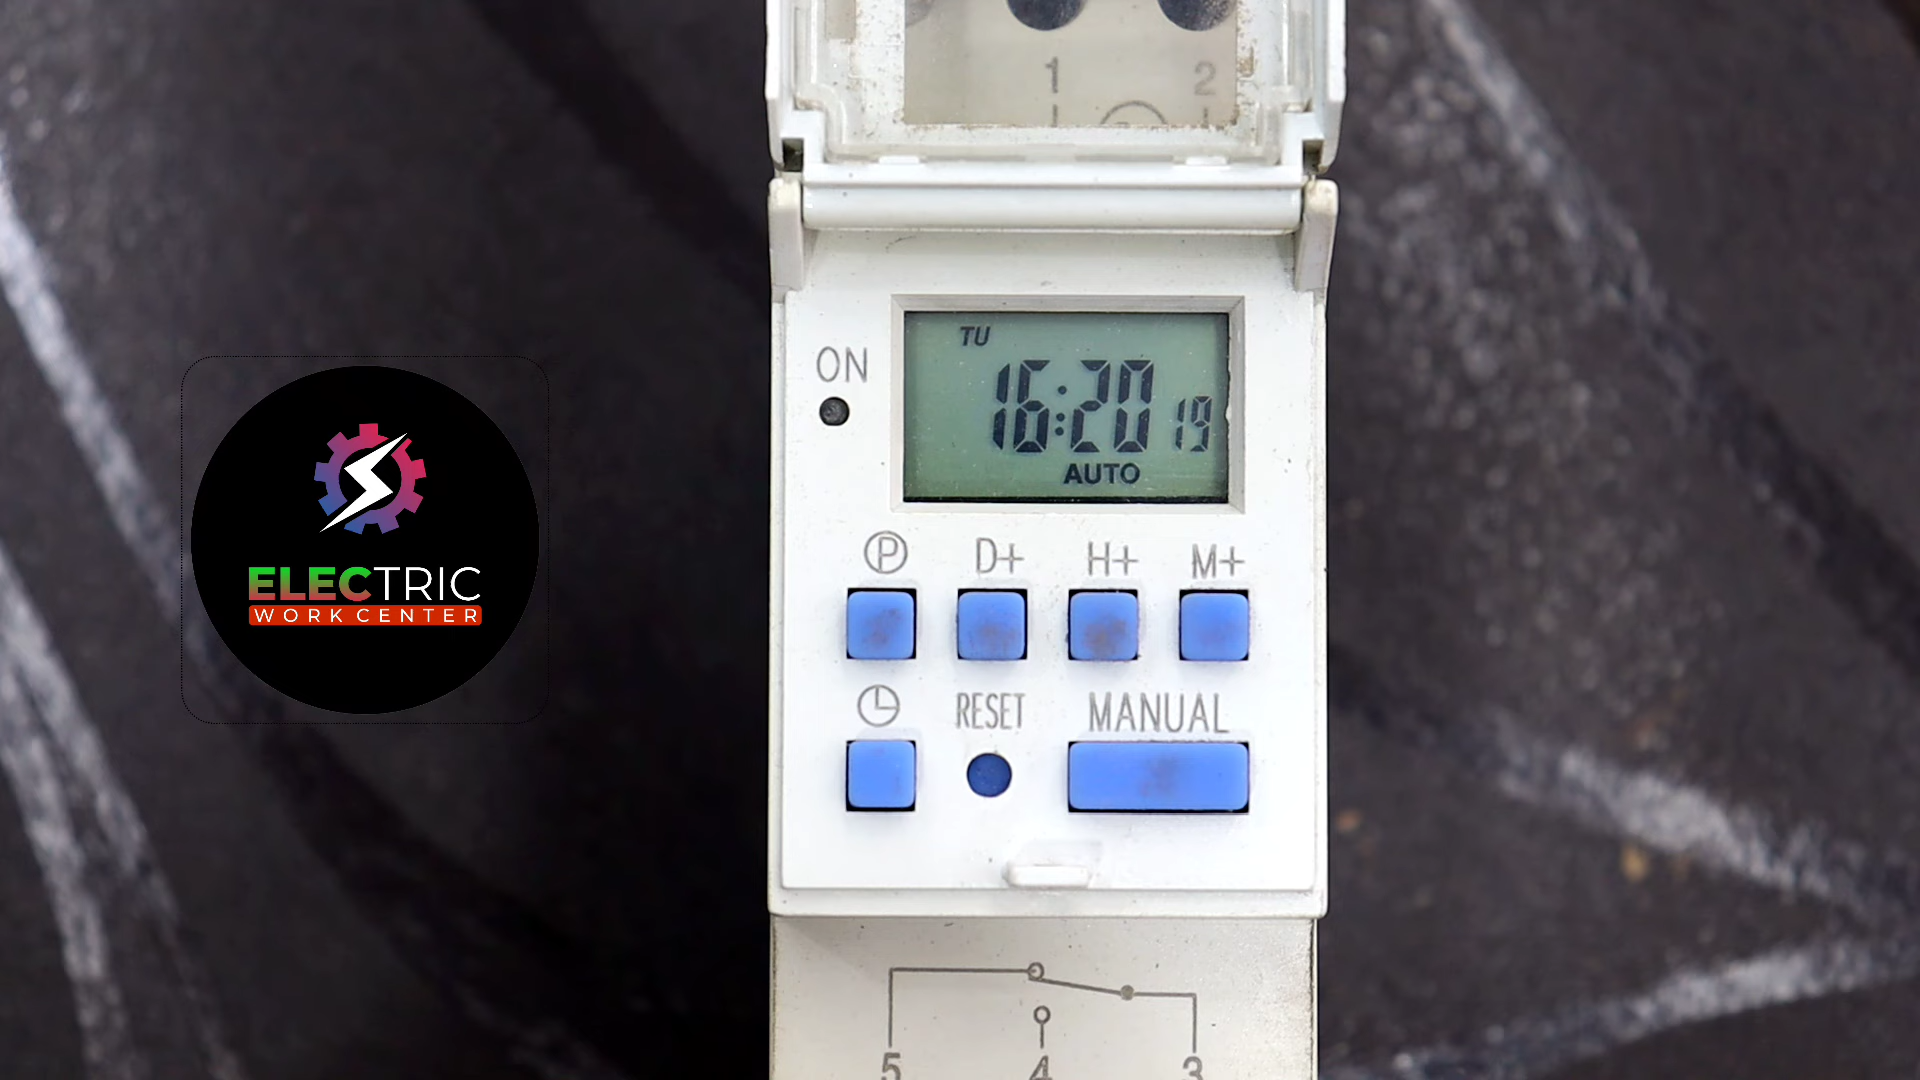 1 2
TU
ON
16:20 19
AUTO
P D+ H+ M+
RESET MANUAL
5 4 3
ELECTRIC
WORK CENTER